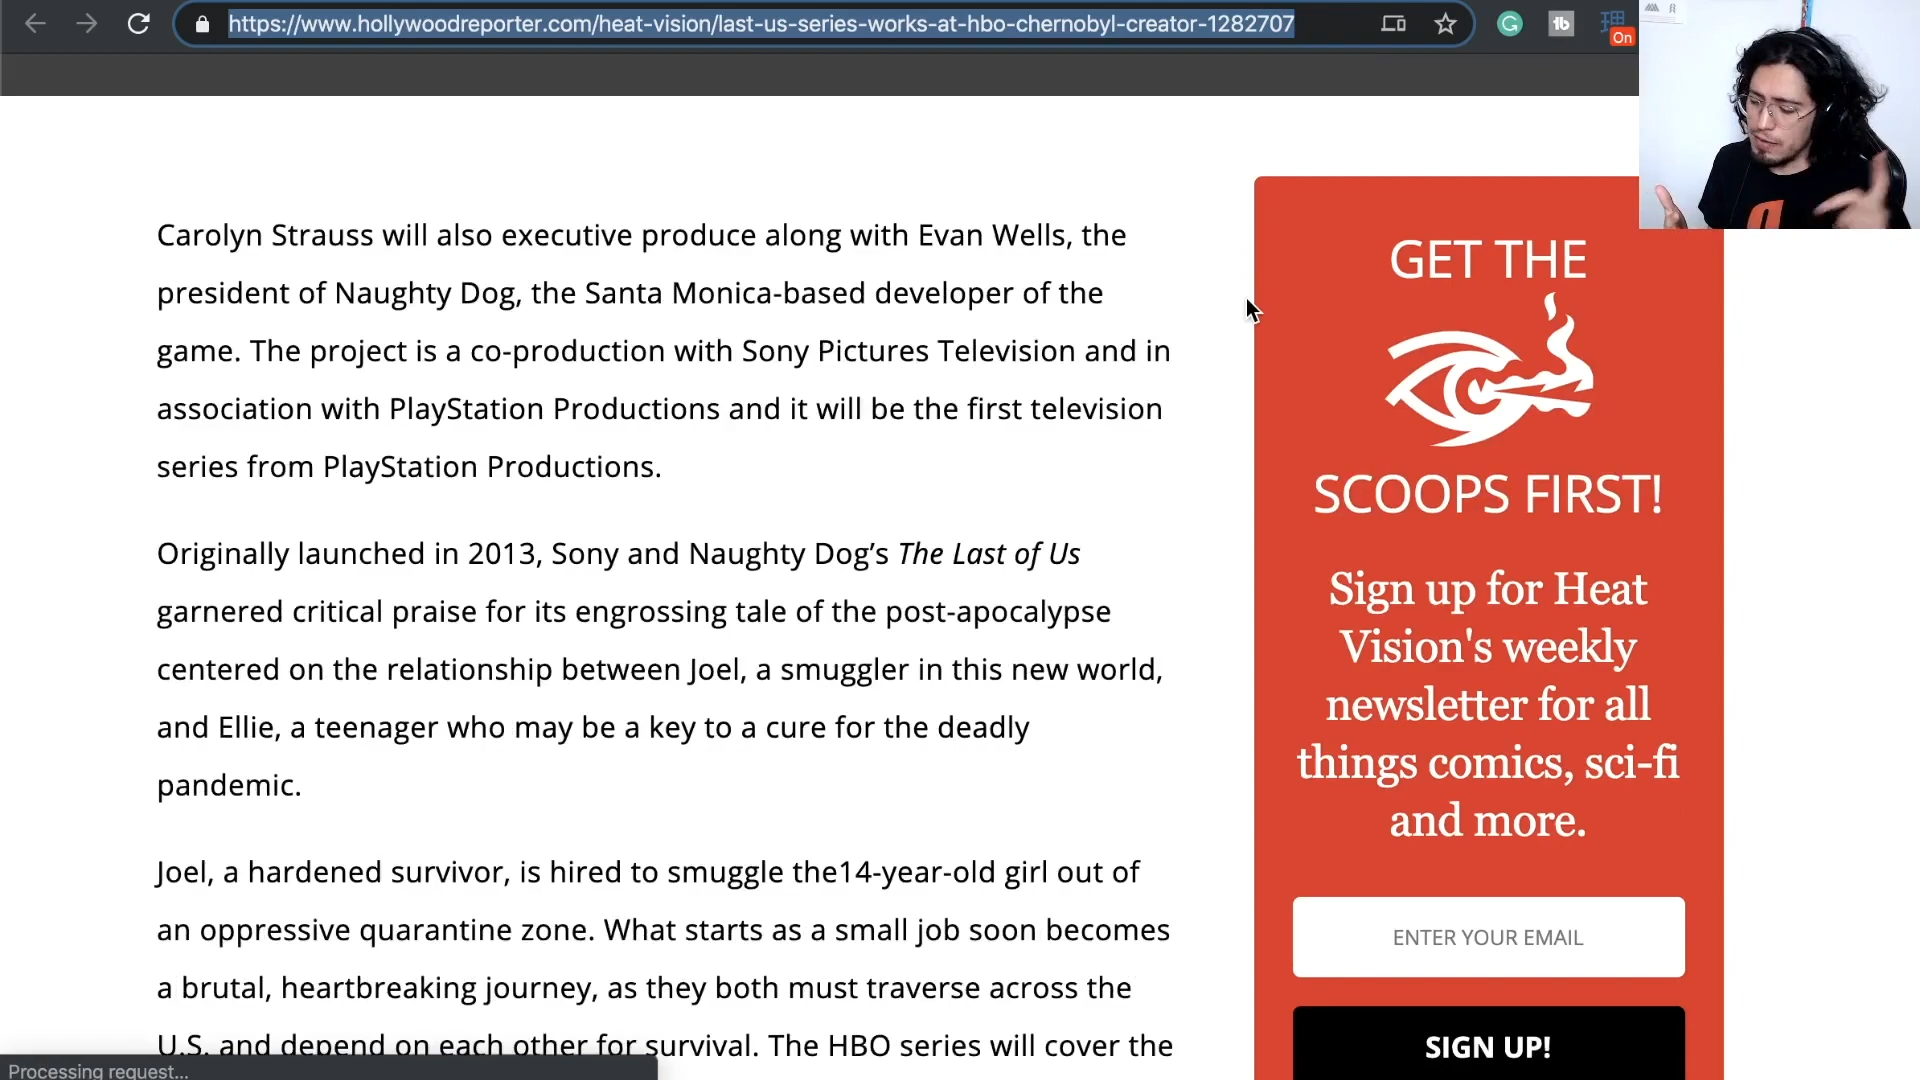 https://www.hollywoodreporter.com/heat-vision/last-us-series-works-at-hbo-chernobyl-creator-1282707
On
Carolyn Strauss will also executive produce along with Evan Wells, the
president of Naughty Dog, the Santa Monica-based developer of the
game. The project is a co-production with Sony Pictures Television and in
association with PlayStation Productions and it will be the first television
series from PlayStation Productions.
Originally launched in 2013, Sony and Naughty Dog’s The Last of Us
garnered critical praise for its engrossing tale of the post-apocalypse
centered on the relationship between Joel, a smuggler in this new world,
and Ellie, a teenager who may be a key to a cure for the deadly
pandemic.
Joel, a hardened survivor, is hired to smuggle the14-year-old girl out of
an oppressive quarantine zone. What starts as a small job soon becomes
a brutal, heartbreaking journey, as they both must traverse across the
U.S. and depend on each other for survival. The HBO series will cover the
Processing request...
GET THE
SCOOPS FIRST!
Sign up for Heat
Vision's weekly
newsletter for all
things comics, sci-fi
and more.
ENTER YOUR EMAIL
SIGN UP!